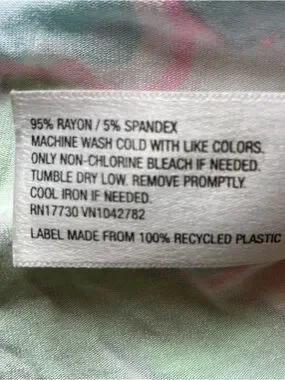 95% RAYON / 5% SPANDEX
MACHINE WASH COLD WITH LIKE COLORS.
ONLY NON-CHLORINE BLEACH IF NEEDED.
TUMBLE DRY LOW. REMOVE PROMPTLY.
COOL IRON IF NEEDED.
RN17730 VN1042782
LABEL MADE FROM 100% RECYCLED PLASTIC